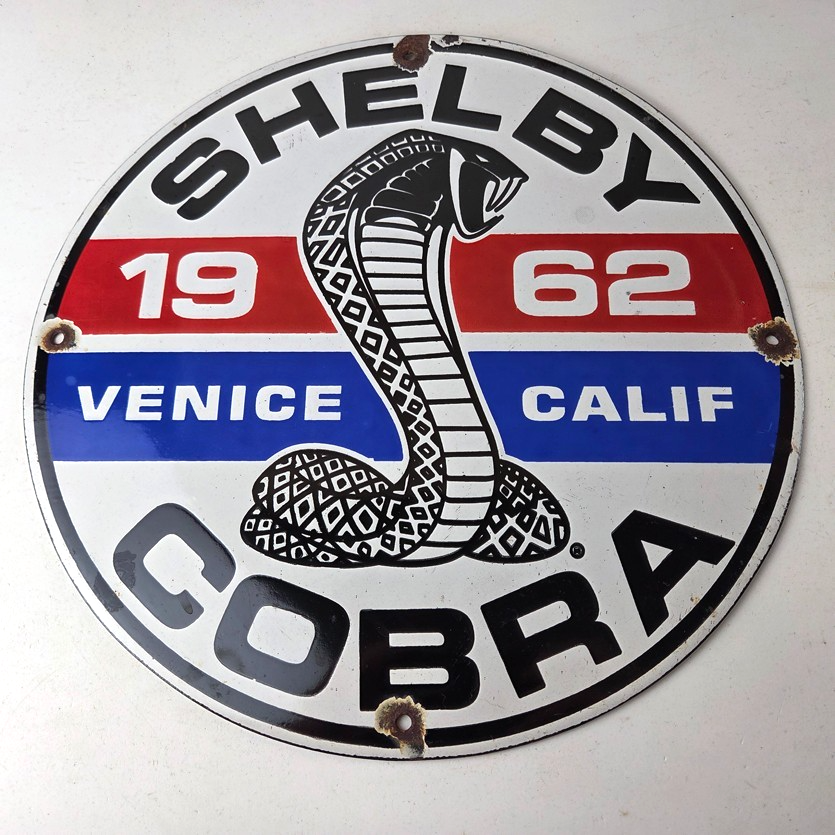 SHELBY
19 62
VENICE CALIF
COBRA
®